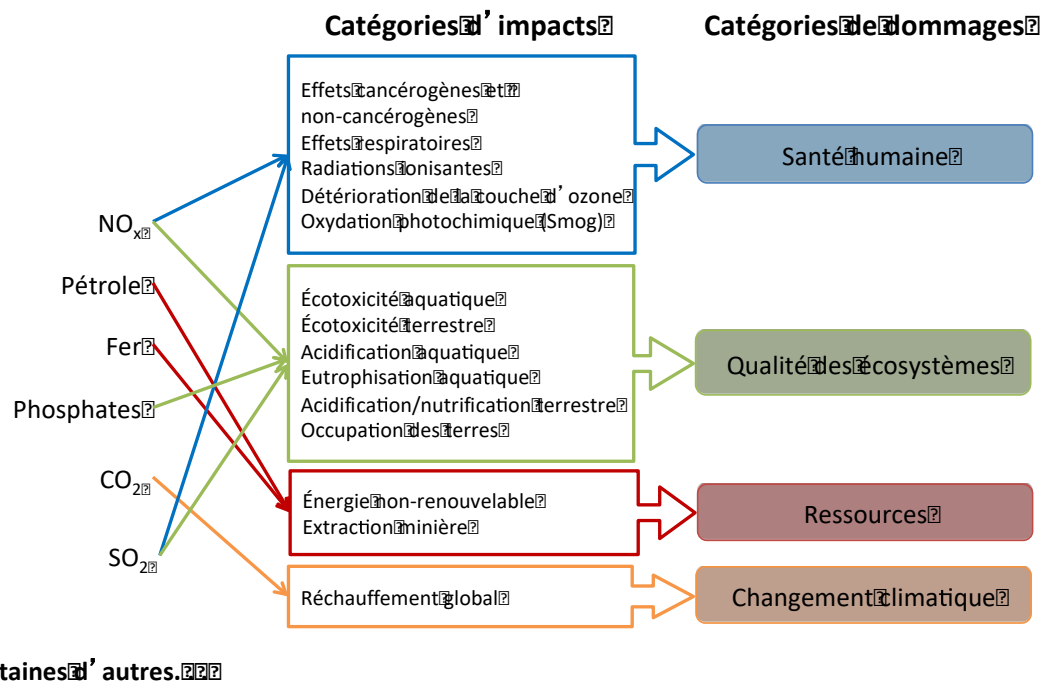 Catégories d’impacts
Catégories de dommages
Effets cancérogènes et
non-cancérogènes
Effets respiratoires
Radiations ionisantes
Détérioration de la couche d’ozone
Oxydation photochimique (Smog)
Santé humaine
NOx
Pétrole
Fer
Phosphates
CO2
SO2
Écotoxicité aquatique
Écotoxicité terrestre
Acidification aquatique
Eutrophisation aquatique
Acidification/nutrification terrestre
Occupation des terres
Qualité des écosystèmes
Énergie non-renouvelable
Extraction minière
Ressources
Réchauffement global
Changement climatique
taines d’autres.